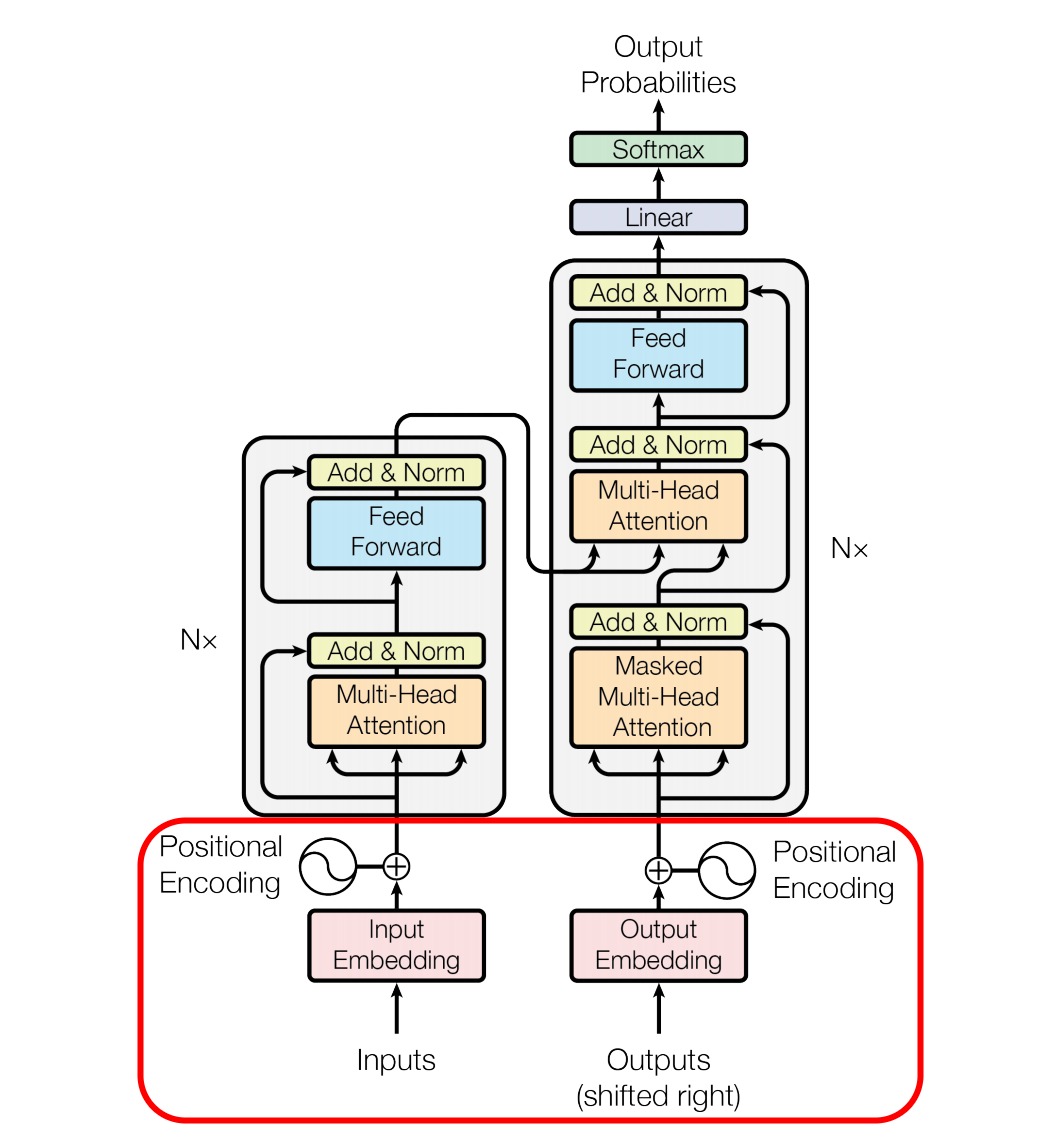 Output
Probabilities
Softmax
Linear
Add & Norm
Feed
Forward
Add & Norm
Multi-Head
Attention
Nx
Add & Norm
Masked
Multi-Head
Attention
Add & Norm
Feed
Forward
Nx
Add & Norm
Multi-Head
Attention
Positional
Encoding
Positional
Encoding
Input
Embedding
Output
Embedding
Inputs
Outputs
(shifted right)